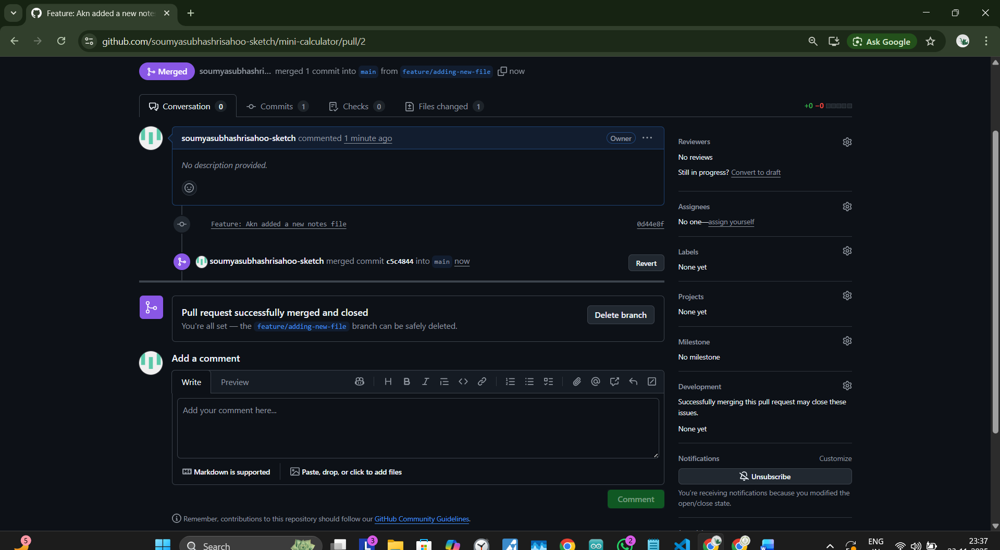 Feature: Akn added a new notes
github.com/soumyasubhashrisahoo-sketch/mini-calculator/pull/2
Ask Google
Merged soumyasubhashri... merged 1 commit into main from feature/adding-new-file now
Conversation 0 Commits 1 Checks 0 Files changed 1
+0 −0
soumyasubhashrisahoo-sketch commented 1 minute ago Owner
No description provided.
Feature: Akn added a new notes file 0d44e8f
soumyasubhashrisahoo-sketch merged commit c5c4844 into main now Revert
Pull request successfully merged and closed
You're all set — the feature/adding-new-file branch can be safely deleted.
Delete branch
Add a comment
Write Preview
Add your comment here...
Markdown is supported Paste, drop, or click to add files
Comment
Remember, contributions to this repository should follow our GitHub Community Guidelines.
Reviewers
No reviews
Still in progress? Convert to draft
Assignees
No one—assign yourself
Labels
None yet
Projects
None yet
Milestone
No milestone
Development
Successfully merging this pull request may close these
issues.
None yet
Notifications Customize
Unsubscribe
You're receiving notifications because you modified the
open/close state.
5
Search
3
2
ENG
23:37